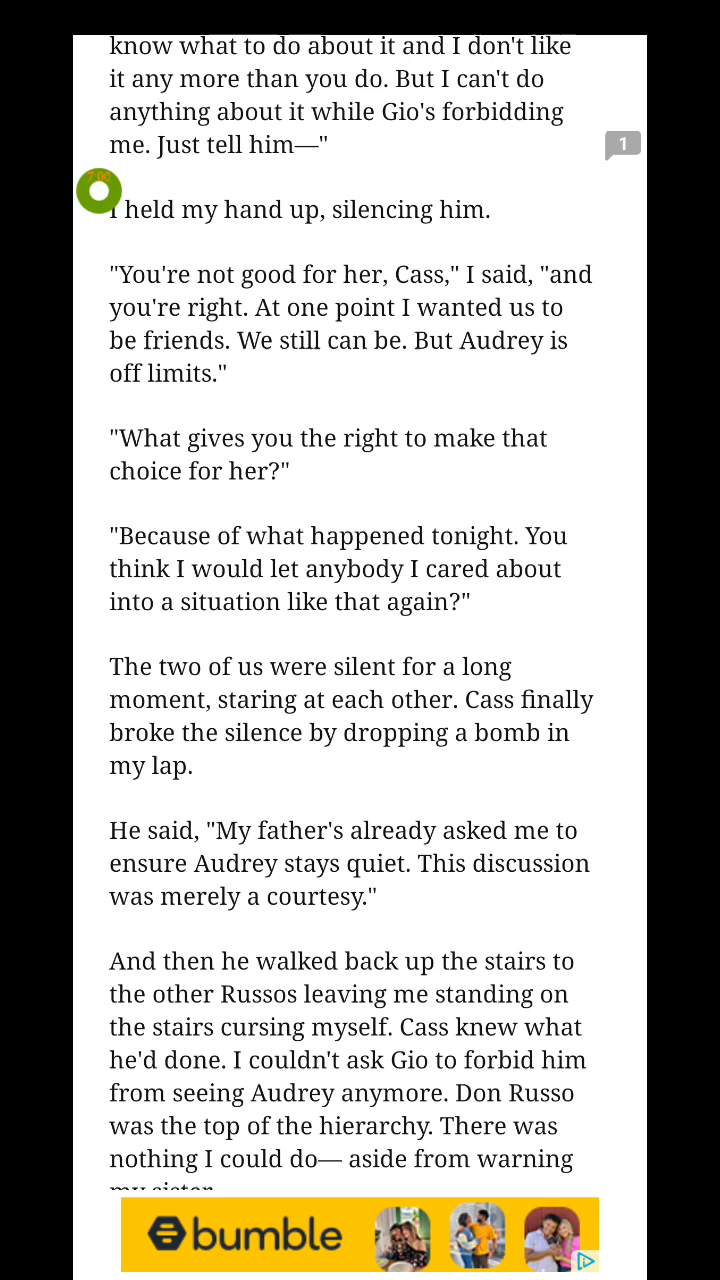 know what to do about it and I don't like
it any more than you do. But I can't do
anything about it while Gio's forbidding
me. Just tell him—"
1
7:00
I held my hand up, silencing him.
"You're not good for her, Cass," I said, "and
you're right. At one point I wanted us to
be friends. We still can be. But Audrey is
off limits."
"What gives you the right to make that
choice for her?"
"Because of what happened tonight. You
think I would let anybody I cared about
into a situation like that again?"
The two of us were silent for a long
moment, staring at each other. Cass finally
broke the silence by dropping a bomb in
my lap.
He said, "My father's already asked me to
ensure Audrey stays quiet. This discussion
was merely a courtesy."
And then he walked back up the stairs to
the other Russos leaving me standing on
the stairs cursing myself. Cass knew what
he'd done. I couldn't ask Gio to forbid him
from seeing Audrey anymore. Don Russo
was the top of the hierarchy. There was
nothing I could do— aside from warning
my sister
bumble